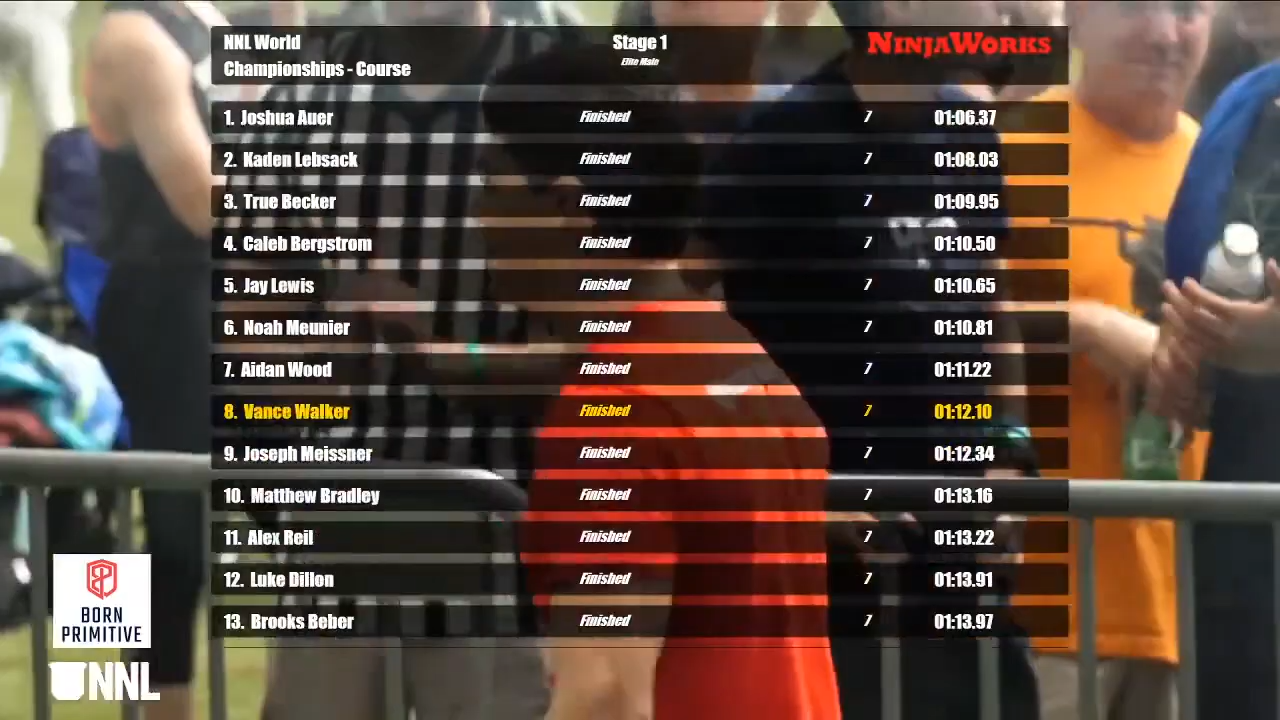 NNL World
Championships - Course
Stage 1
Elite Male
NINJAWORKS
1. Joshua Auer Finished 7 01:06.37
2. Kaden Lebsack Finished 7 01:08.03
3. True Becker Finished 7 01:09.95
4. Caleb Bergstrom Finished 7 01:10.50
5. Jay Lewis Finished 7 01:10.65
6. Noah Meunier Finished 7 01:10.81
7. Aidan Wood Finished 7 01:11.22
8. Vance Walker Finished 7 01:12.10
9. Joseph Meissner Finished 7 01:12.34
10. Matthew Bradley Finished 7 01:13.16
11. Alex Reil Finished 7 01:13.22
12. Luke Dillon Finished 7 01:13.91
13. Brooks Beber Finished 7 01:13.97
BORN
PRIMITIVE
NNL